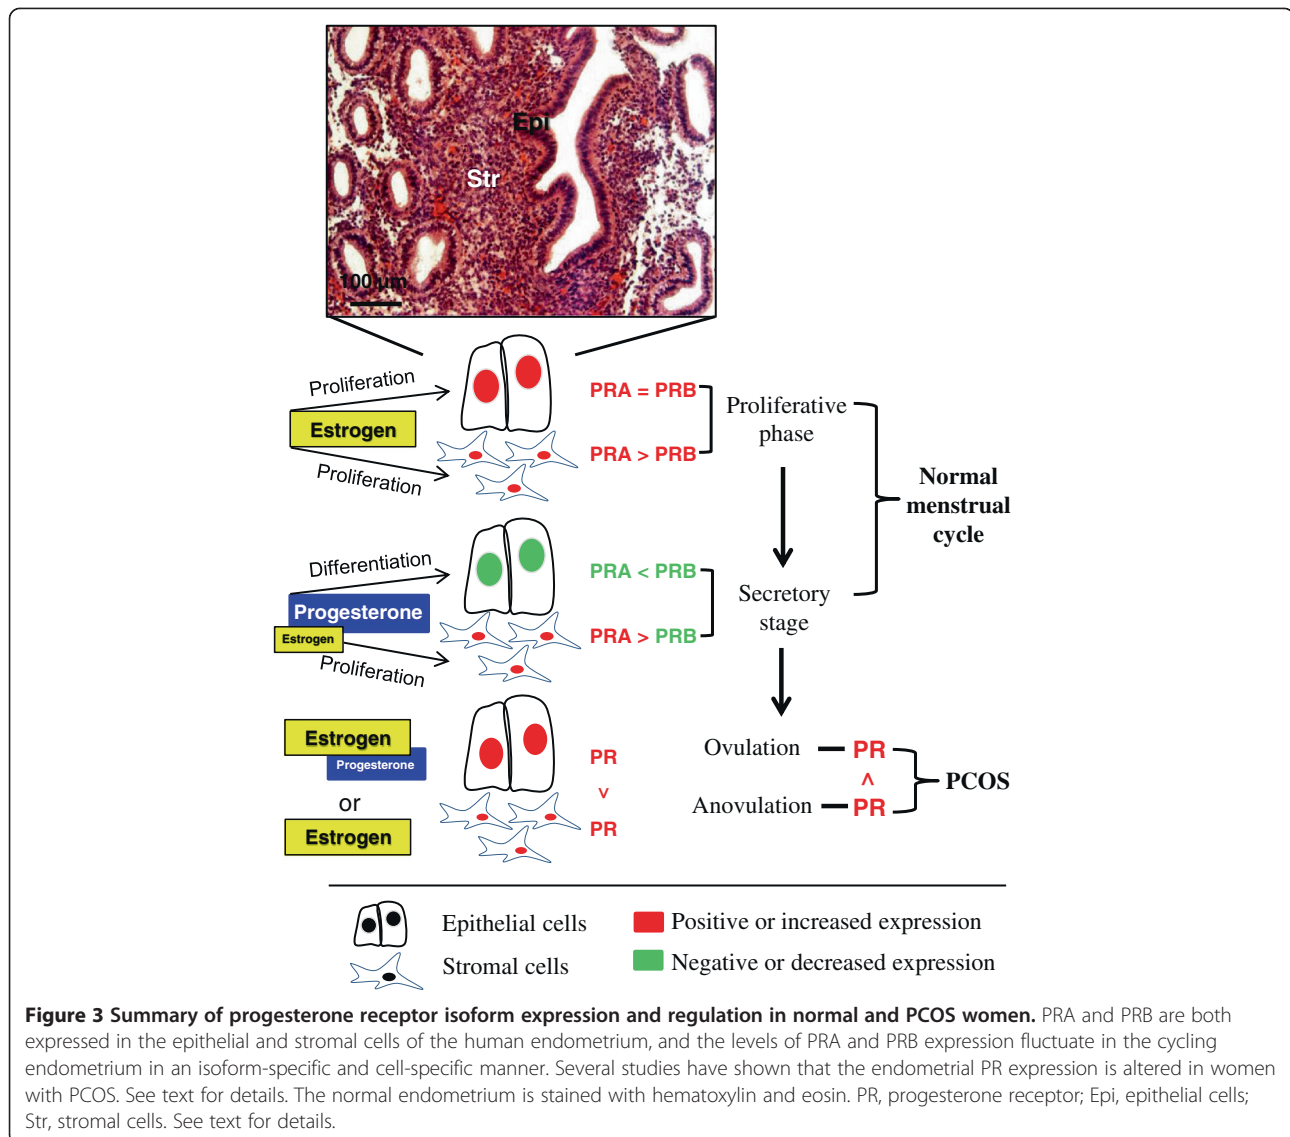 Epi
Str
100 µm
Proliferation
Estrogen
Proliferation
PRA = PRB
PRA > PRB
Proliferative
phase
Normal
menstrual
cycle
Differentiation
Progesterone
Estrogen
Proliferation
PRA < PRB
PRA > PRB
Secretory
stage
Estrogen
Progesterone
or
Estrogen
PR
v
PR
Ovulation
PR
^
Anovulation
PR
PCOS
Epithelial cells
Positive or increased expression
Stromal cells
Negative or decreased expression
Figure 3 Summary of progesterone receptor isoform expression and regulation in normal and PCOS women. PRA and PRB are both
expressed in the epithelial and stromal cells of the human endometrium, and the levels of PRA and PRB expression fluctuate in the cycling
endometrium in an isoform-specific and cell-specific manner. Several studies have shown that the endometrial PR expression is altered in women
with PCOS. See text for details. The normal endometrium is stained with hematoxylin and eosin. PR, progesterone receptor; Epi, epithelial cells;
Str, stromal cells. See text for details.